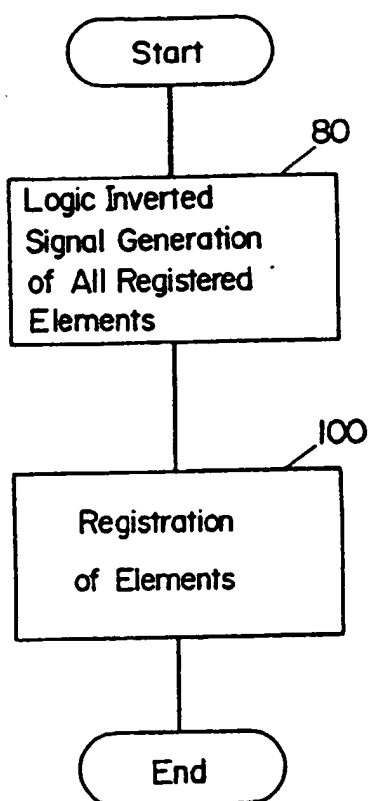 Start
80
Logic Inverted
Signal Generation
of All Registered
Elements
100
Registration
of Elements
End